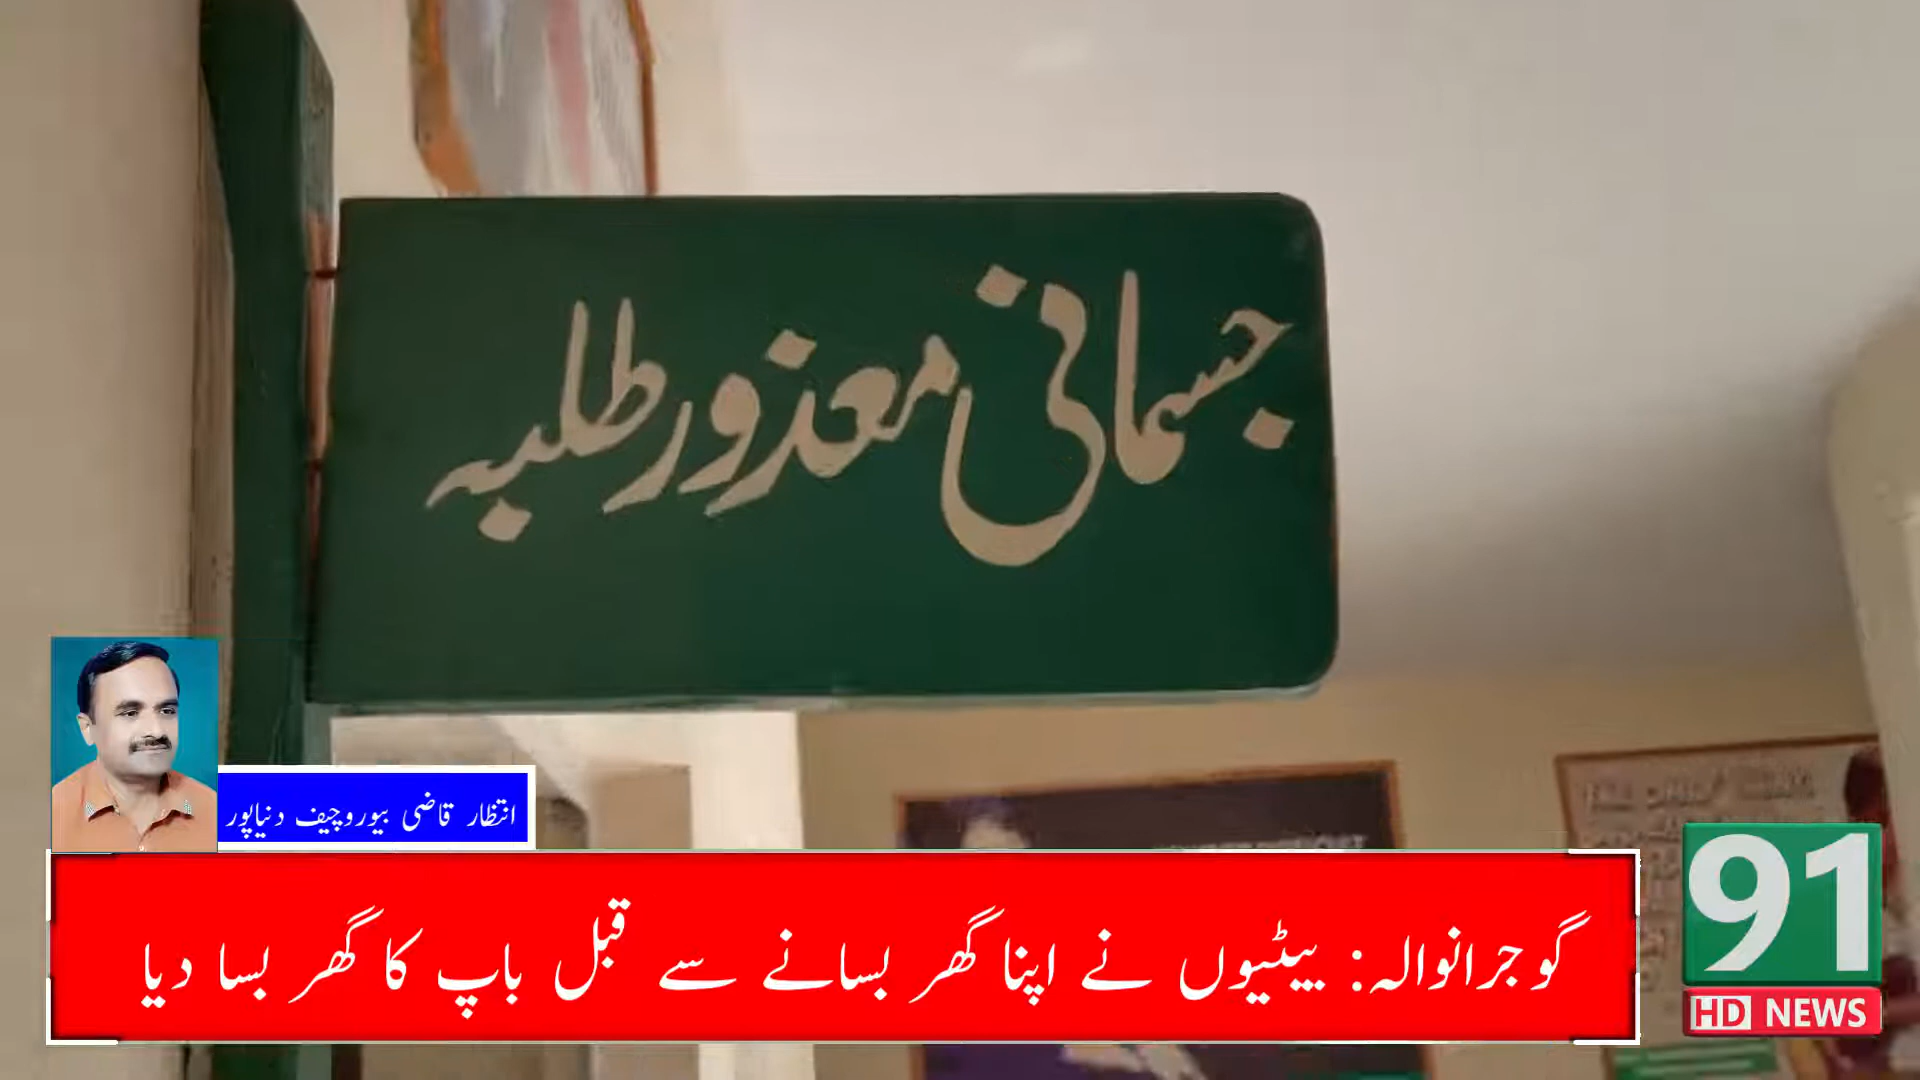 جسمانی معذور طلبہ
انتظار قاضی بیوروچیف دنیاپور
گوجرانوالہ: بیٹیوں نے اپنا گھر بسانے سے قبل باپ کا گھر بسا دیا
91
HD NEWS